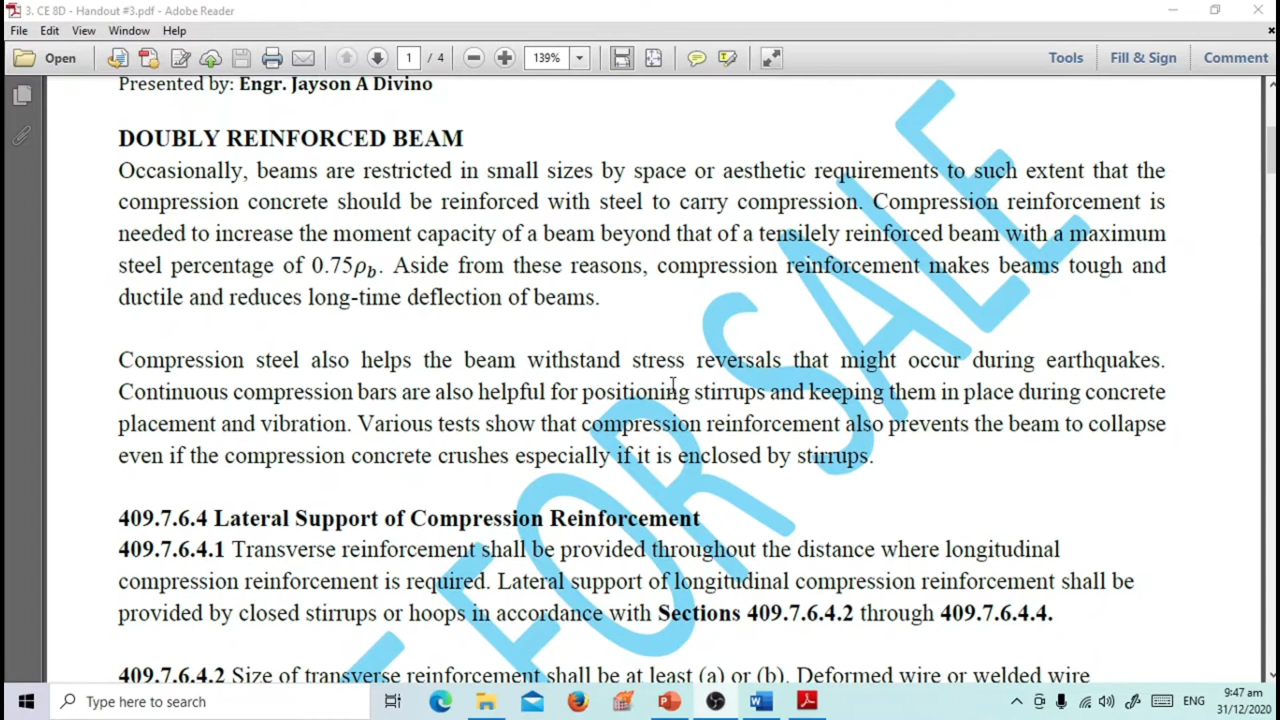 3. CE 8D - Handout #3.pdf - Adobe Reader
File Edit View Window Help
Open 1 / 4 139% Tools Fill & Sign Comment
Presented by: Engr. Jayson A Divino
DOUBLY REINFORCED BEAM
Occasionally, beams are restricted in small sizes by space or aesthetic requirements to such extent that the
compression concrete should be reinforced with steel to carry compression. Compression reinforcement is
needed to increase the moment capacity of a beam beyond that of a tensilely reinforced beam with a maximum
steel percentage of 0.75ρb. Aside from these reasons, compression reinforcement makes beams tough and
ductile and reduces long-time deflection of beams.
Compression steel also helps the beam withstand stress reversals that might occur during earthquakes.
Continuous compression bars are also helpful for positioning stirrups and keeping them in place during concrete
placement and vibration. Various tests show that compression reinforcement also prevents the beam to collapse
even if the compression concrete crushes especially if it is enclosed by stirrups.
409.7.6.4 Lateral Support of Compression Reinforcement
409.7.6.4.1 Transverse reinforcement shall be provided throughout the distance where longitudinal
compression reinforcement is required. Lateral support of longitudinal compression reinforcement shall be
provided by closed stirrups or hoops in accordance with Sections 409.7.6.4.2 through 409.7.6.4.4.
409.7.6.4.2 Size of transverse reinforcement shall be at least (a) or (b). Deformed wire or welded wire
FOR SALE
Type here to search
ENG
9:47 am
31/12/2020